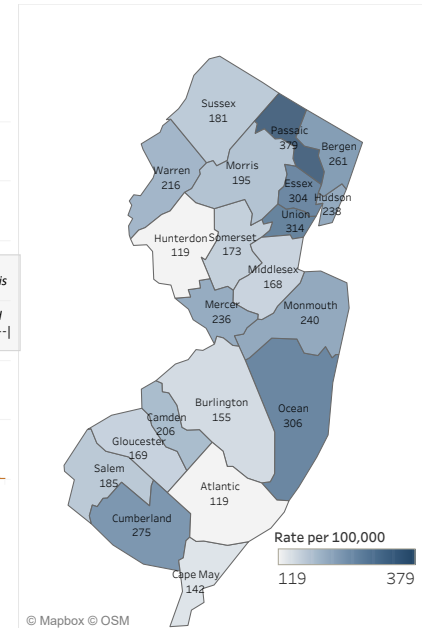 Sussex
181
Passaic
379
Bergen
261
Warren
216
Morris
195
Essex
304
Hudson
238
Union
314
Hunterdon
119
Somerset
173
Middlesex
168
Mercer
236
Monmouth
240
Burlington
155
Ocean
306
Camden
206
Gloucester
169
Salem
185
Atlantic
119
Cumberland
275
Cape May
142
Rate per 100,000
119 379
© Mapbox © OSM